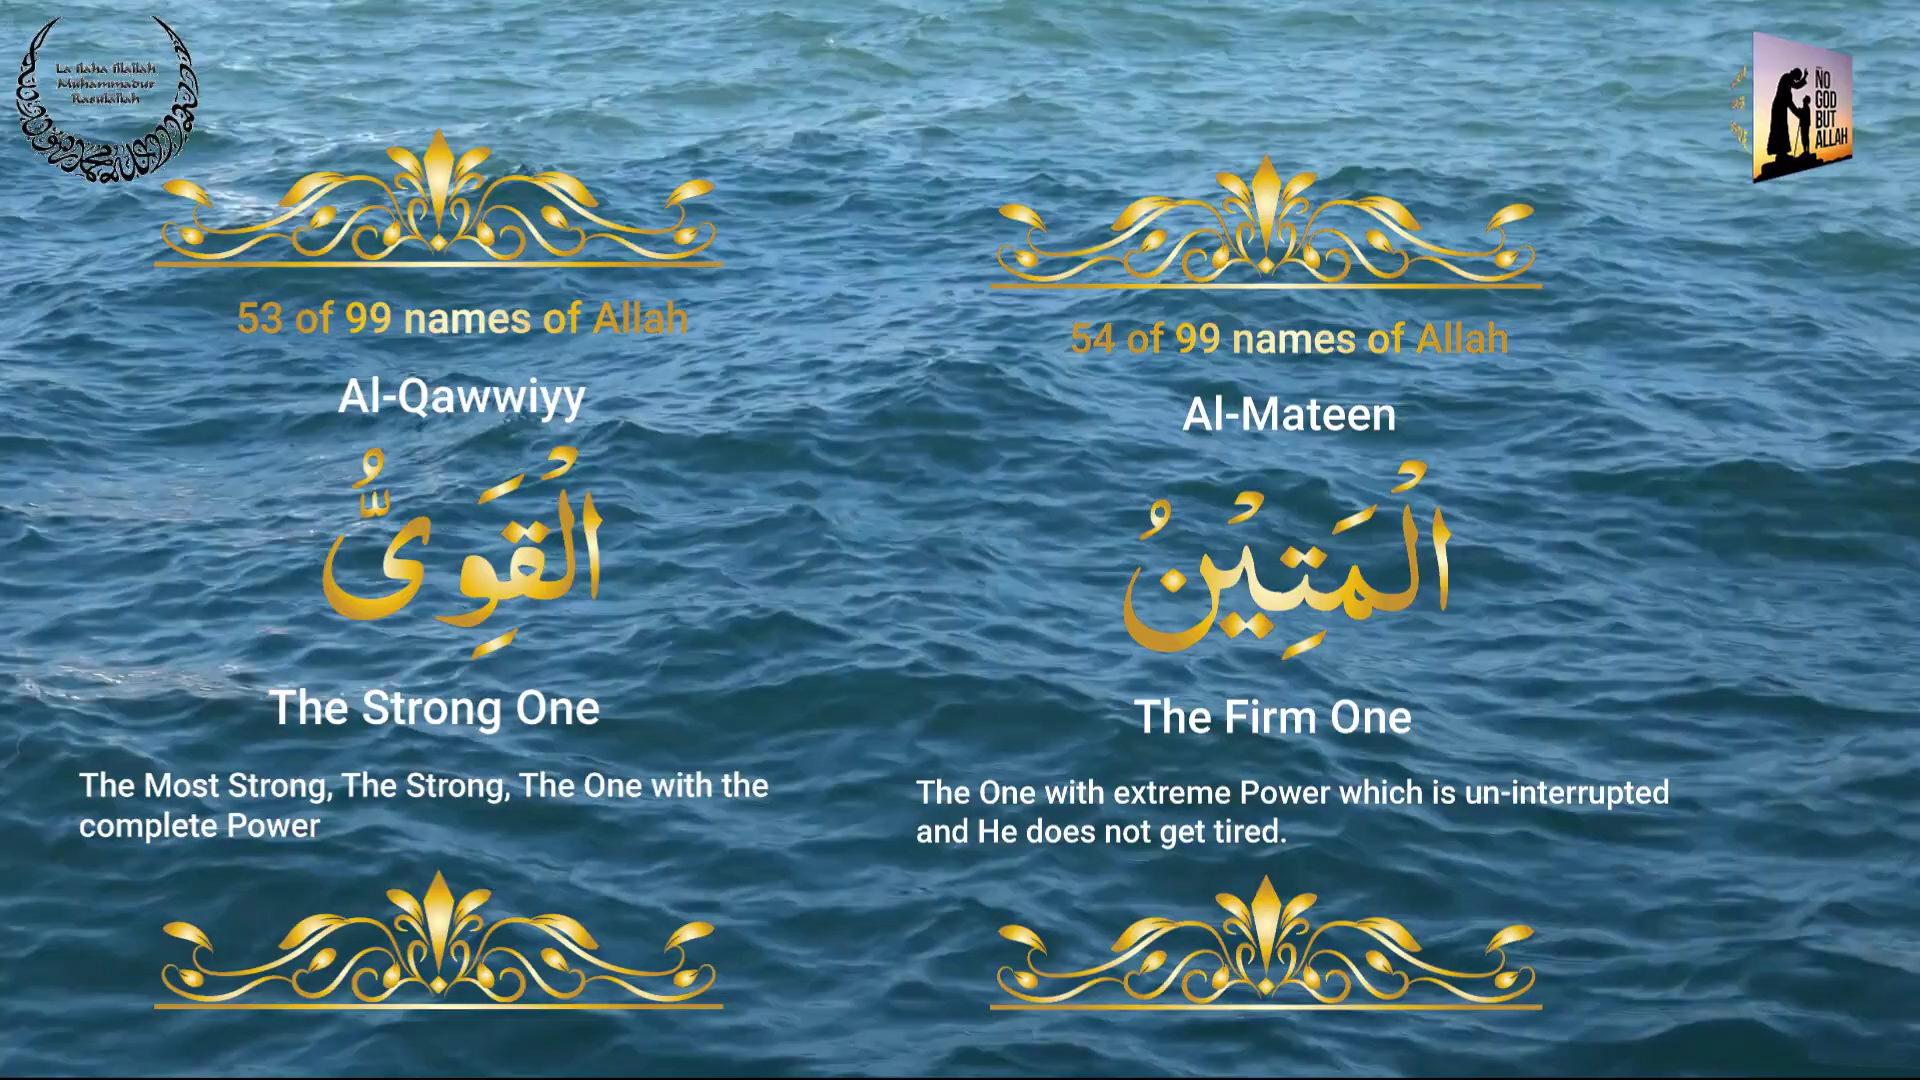 La ilaha illallah
Muhammadur
Rasulallah
NO
GOD
BUT
ALLAH
53 of 99 names of Allah
Al-Qawwiyy
الْقَوِىُّ
The Strong One
The Most Strong, The Strong, The One with the
complete Power
54 of 99 names of Allah
Al-Mateen
الْمَتِيْنُ
The Firm One
The One with extreme Power which is un-interrupted
and He does not get tired.